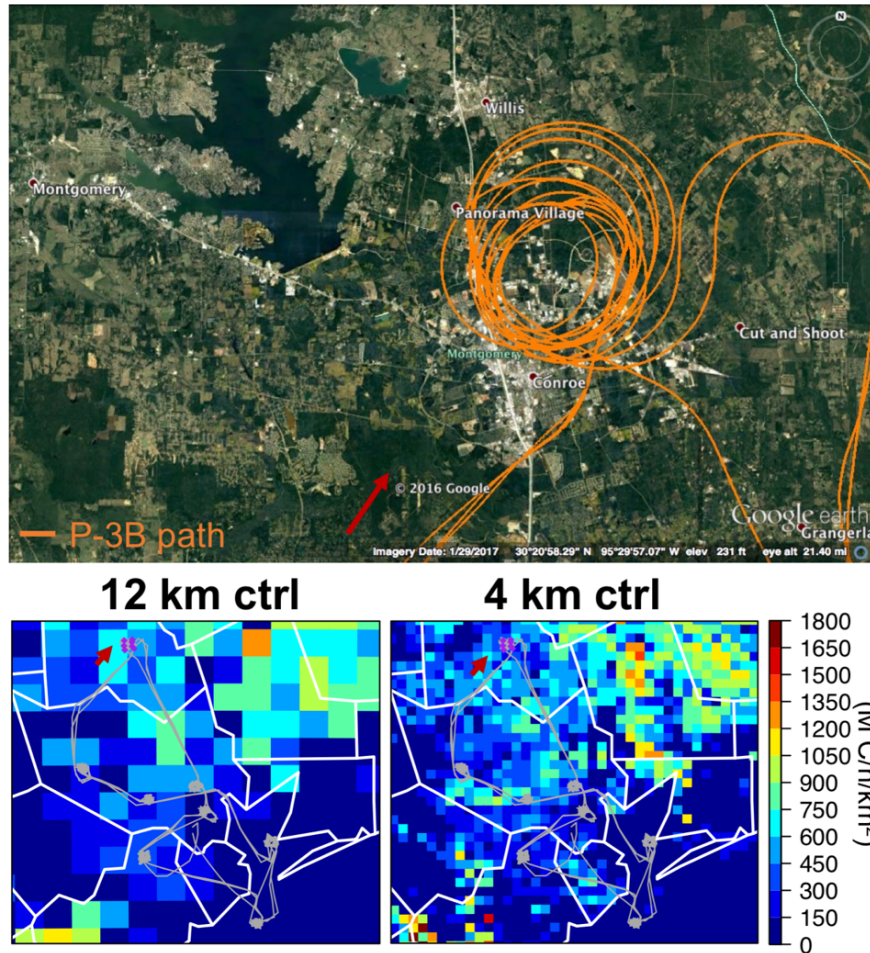 N
Willis
Montgomery
Panorama Village
Cut and Shoot
Montgomery
Conroe
© 2016 Google
P-3B path
Google earth
Grangerla
Imagery Date: 1/29/2017 30°20'58.29" N 95°29'57.07" W elev 231 ft eye alt 21.40 mi
12 km ctrl
4 km ctrl
1800
1650
1500
1350
1200
1050
900
750
600
450
300
150
0